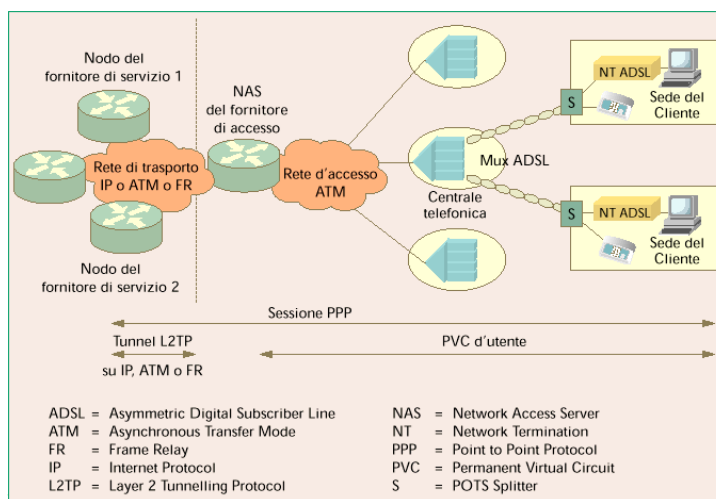 Nodo del
fornitore di servizio 1
NAS
del fornitore
di accesso
Rete di trasporto
IP o ATM o FR
Rete d'accesso
ATM
Nodo del
fornitore di servizio 2
Mux ADSL
Centrale
telefonica
S
NT ADSL
Sede del
Cliente
S
NT ADSL
Sede del
Cliente
Sessione PPP
Tunnel L2TP
su IP, ATM o FR
PVC d'utente
ADSL = Asymmetric Digital Subscriber Line
ATM = Asynchronous Transfer Mode
FR = Frame Relay
IP = Internet Protocol
L2TP = Layer 2 Tunnelling Protocol
NAS = Network Access Server
NT = Network Termination
PPP = Point to Point Protocol
PVC = Permanent Virtual Circuit
S = POTS Splitter